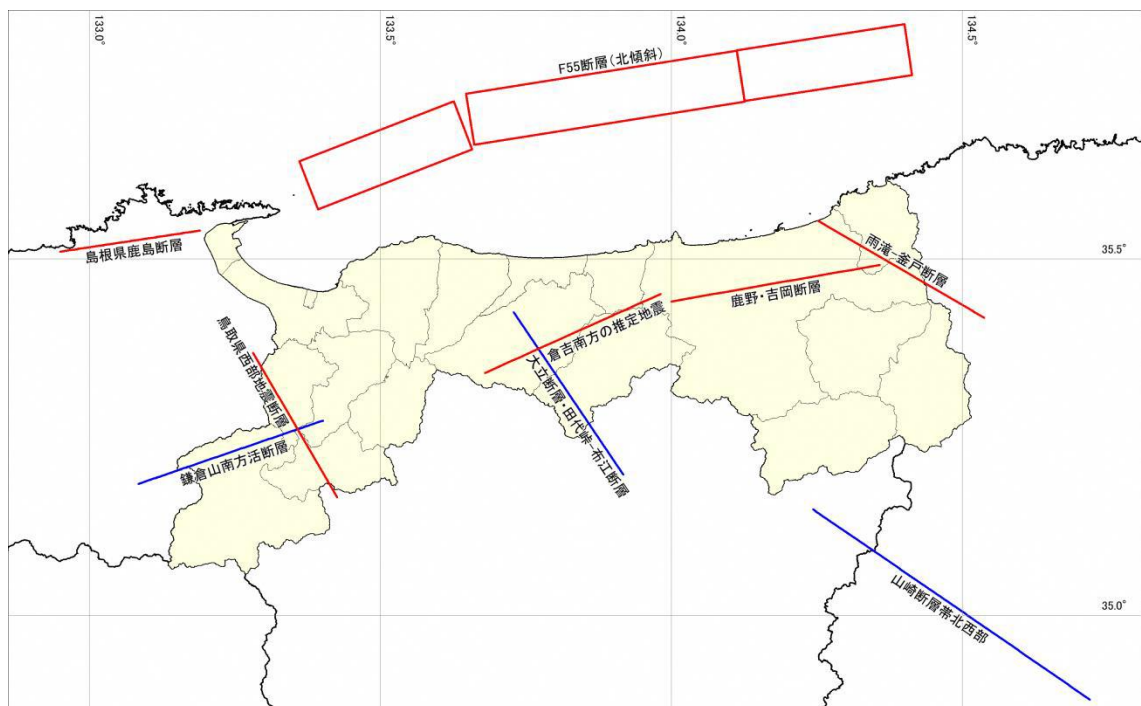 133.0°
133.5°
134.0°
134.5°
F55断層(北傾斜)
島根県鹿島断層
35.5°
雨滝-釜戸断層
鹿野・吉岡断層
倉吉南方の推定地震
鳥取県西部地震断層
大立断層・田代峠-布江断層
鎌倉山南方活断層
35.0°
山崎断層帯北西部